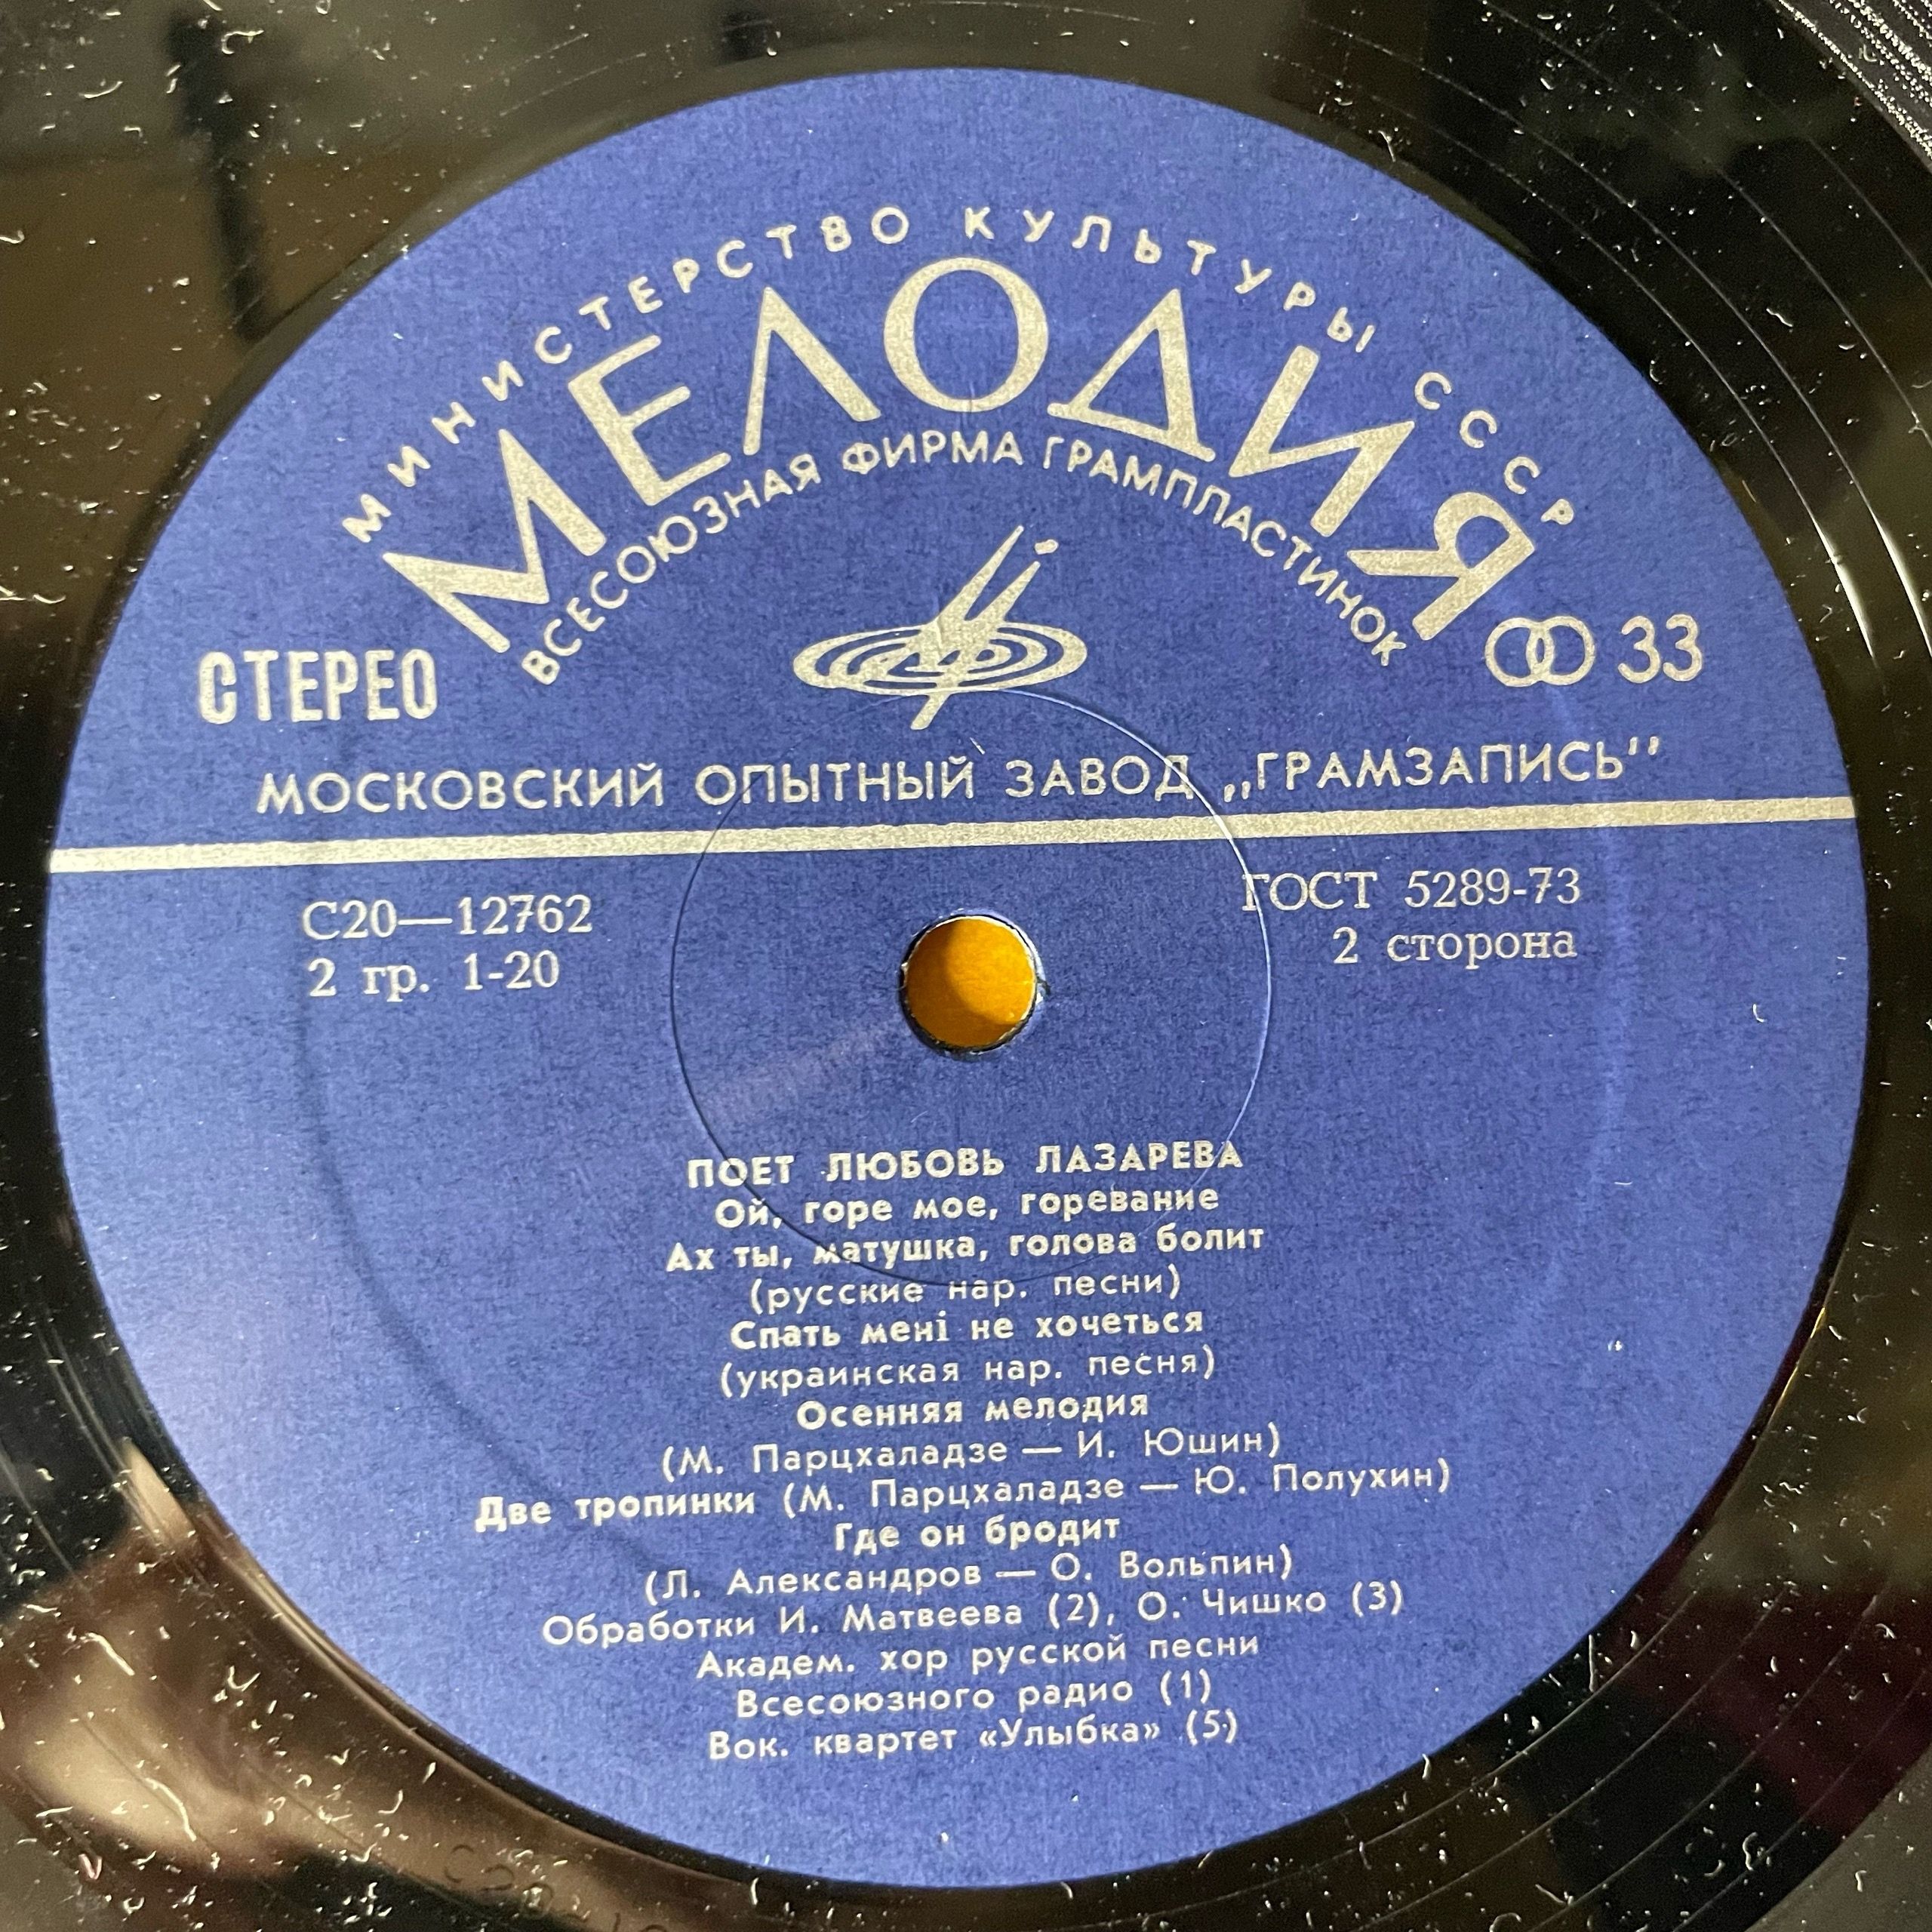 МИНИСТЕРСТВО КУЛЬТУРЫ СССР
МЕЛОДИЯ
ВСЕСОЮЗНАЯ ФИРМА ГРАМПЛАСТИНОК
СТЕРЕО
33
МОСКОВСКИЙ ОПЫТНЫЙ ЗАВОД „ГРАМЗАПИСЬ”
С20—12762
ГОСТ 5289-73
2 гр. 1-20
2 сторона
ПОЕТ ЛЮБОВЬ ЛАЗАРЕВА
Ой, горе мое, горевание
Ах ты, матушка, голова болит
(русские нар. песни)
Спать менi не хочеться
(украинская нар. песня)
Осенняя мелодия
(М. Парцхаладзе — И. Юшин)
Две тропинки (М. Парцхаладзе — Ю. Полухин)
Где он бродит
(Л. Александров — О. Вольпин)
Обработки И. Матвеева (2), О. Чишко (3)
Академ. хор русской песни
Всесоюзного радио (1)
Вок. квартет «Улыбка» (5)